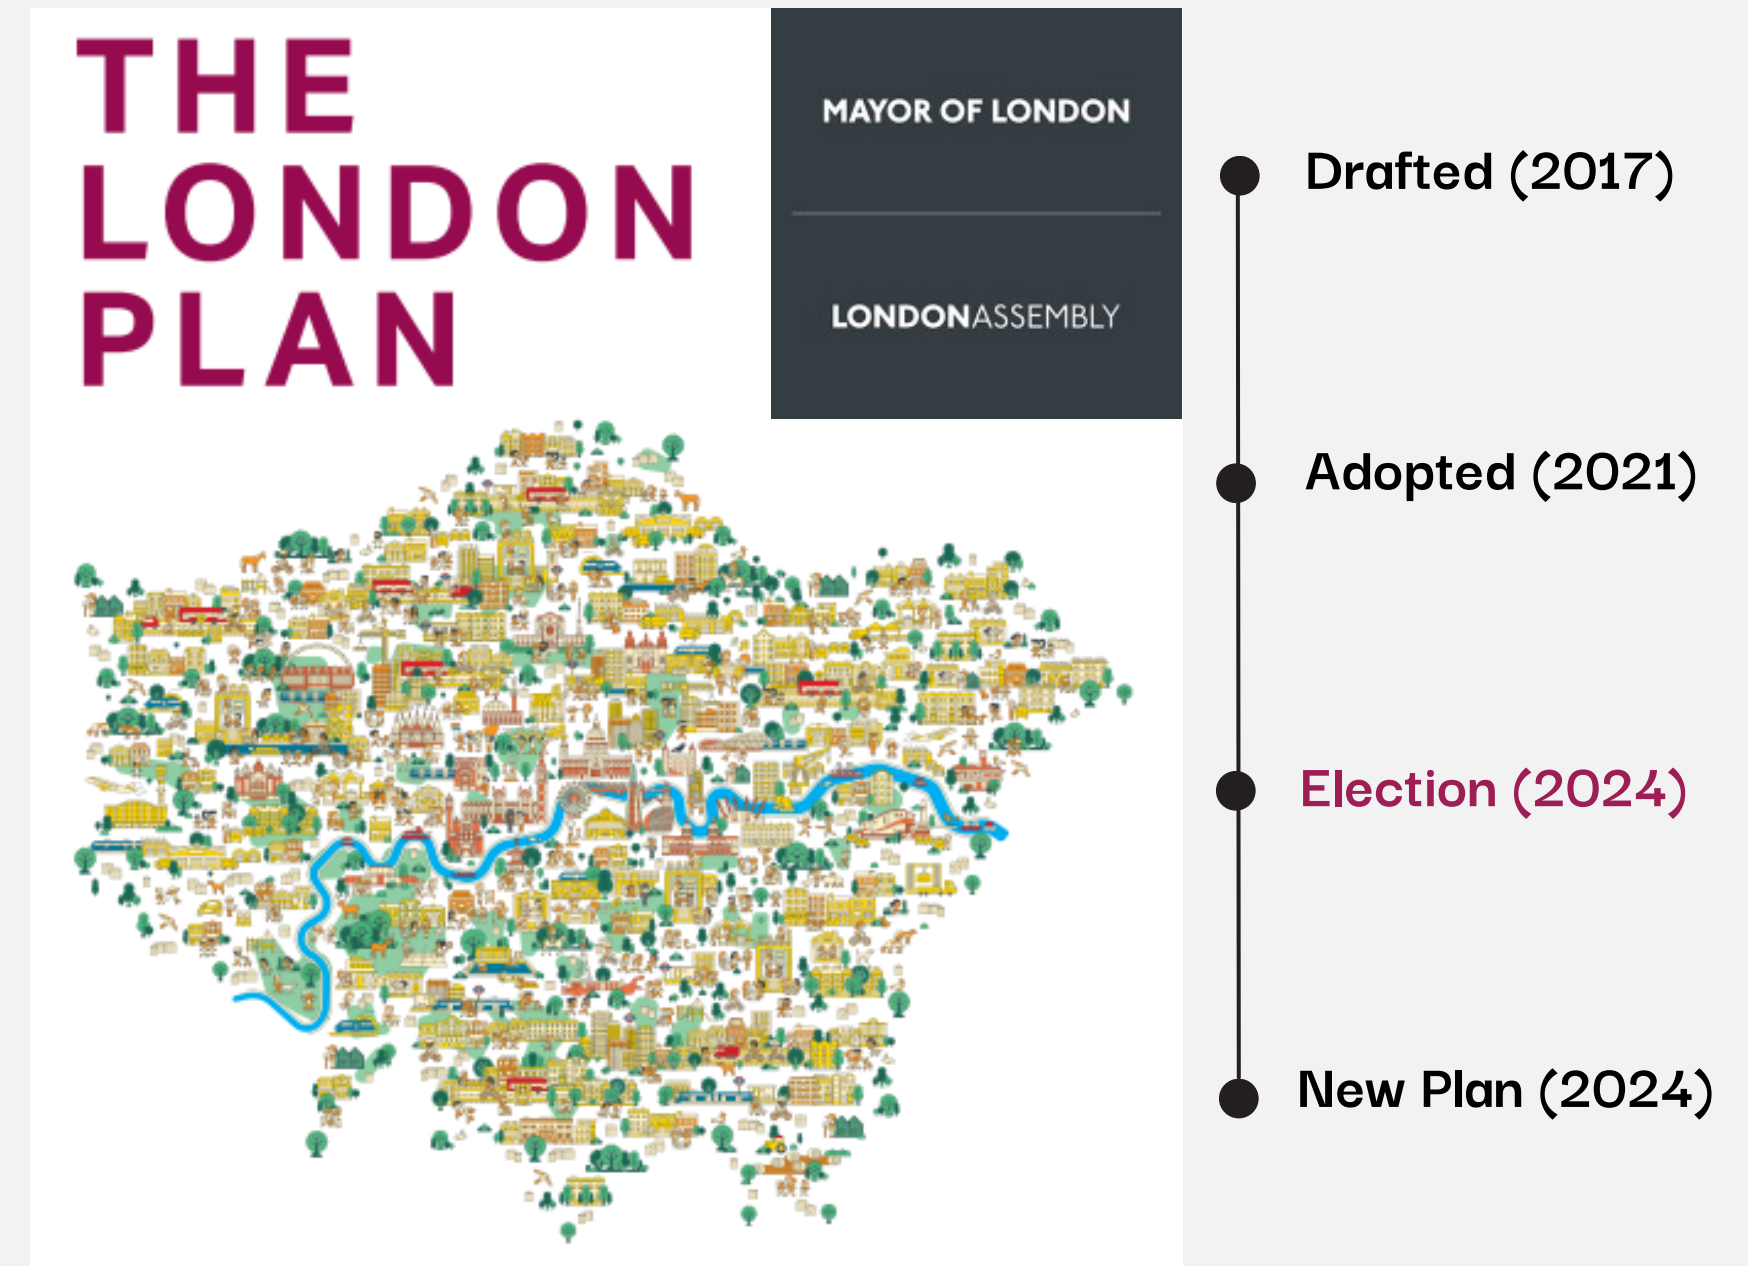 THE
LONDON
PLAN
MAYOR OF LONDON
LONDONASSEMBLY
Drafted (2017)
Adopted (2021)
Election (2024)
New Plan (2024)